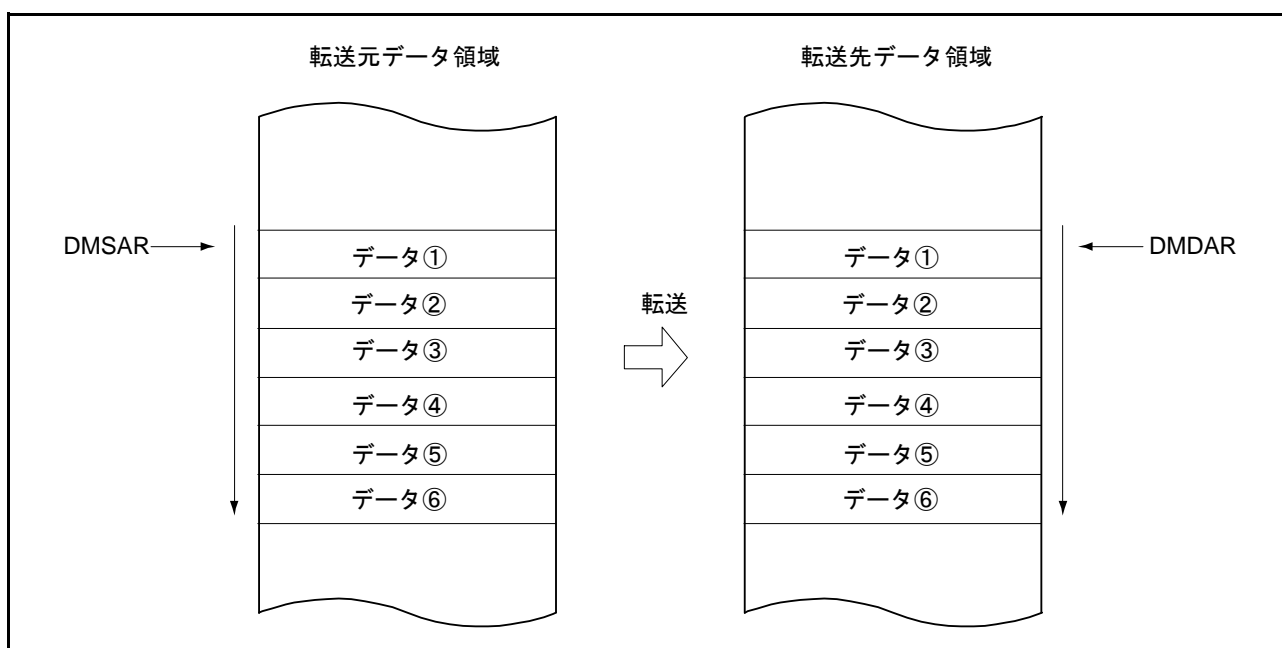 転送元データ領域
転送先データ領域
DMSAR
DMDAR
データ①
データ②
データ③
データ④
データ⑤
データ⑥
転送
データ①
データ②
データ③
データ④
データ⑤
データ⑥